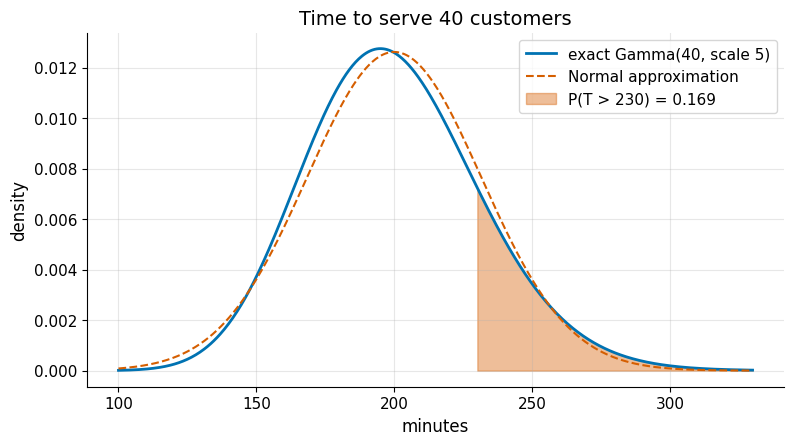 Time to serve 40 customers
exact Gamma(40, scale 5)
Normal approximation
P(T > 230) = 0.169
density
0.012
0.010
0.008
0.006
0.004
0.002
0.000
100 150 200 250 300
minutes